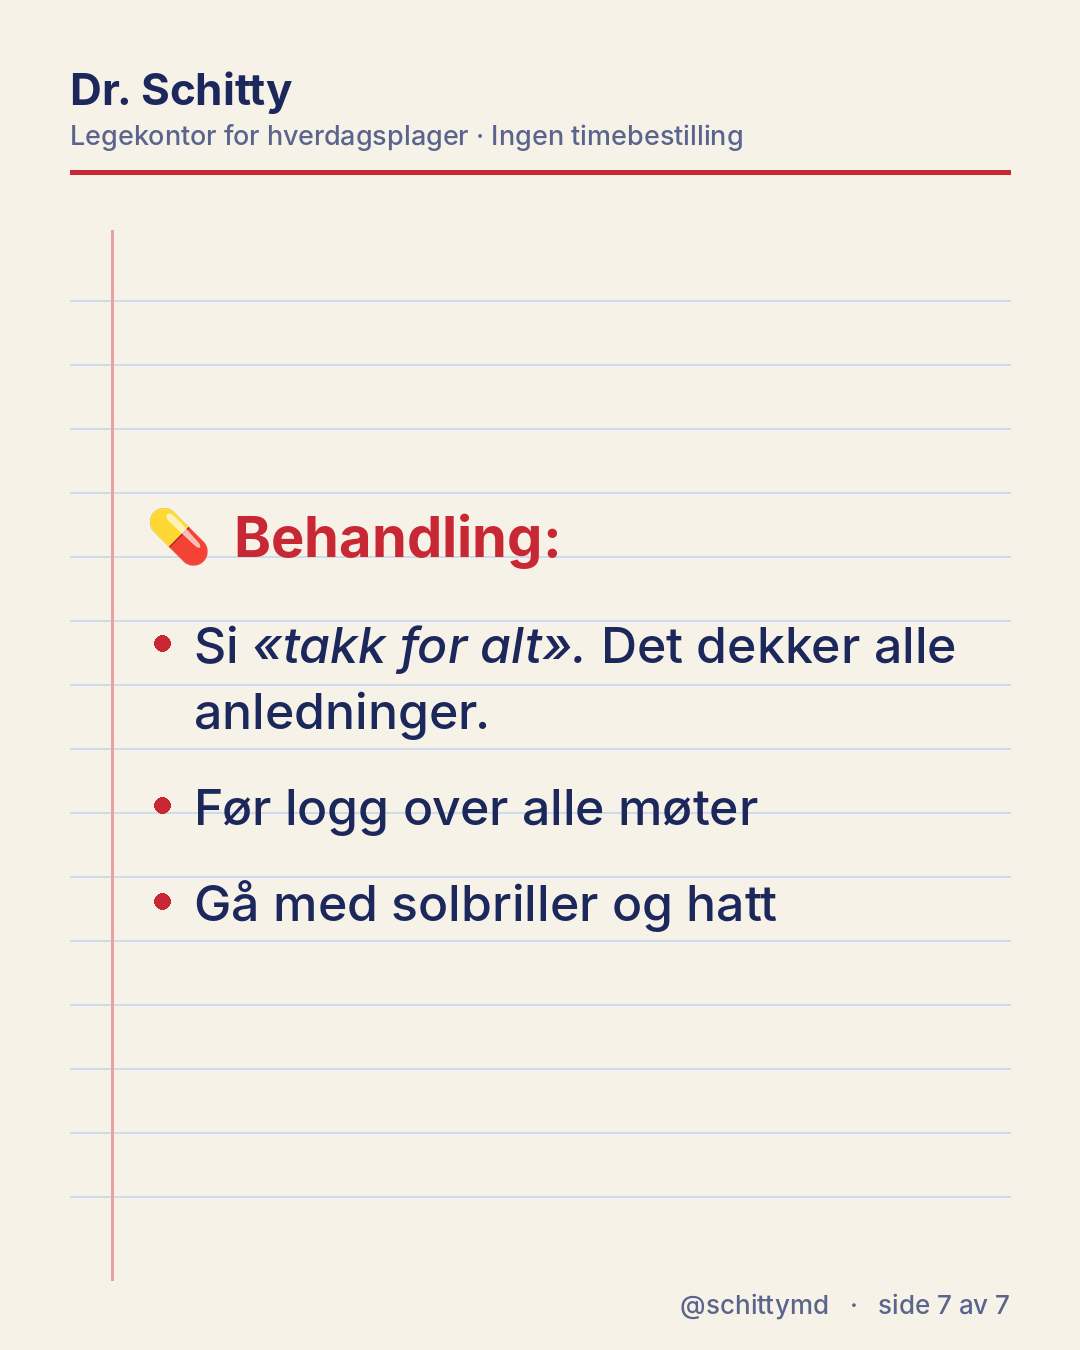 Dr. Schitty
Legekontor for hverdagsplager · Ingen timebestilling
Behandling:
• Si «takk for alt». Det dekker alle
anledninger.
• Før logg over alle møter
• Gå med solbriller og hatt
@schittymd · side 7 av 7